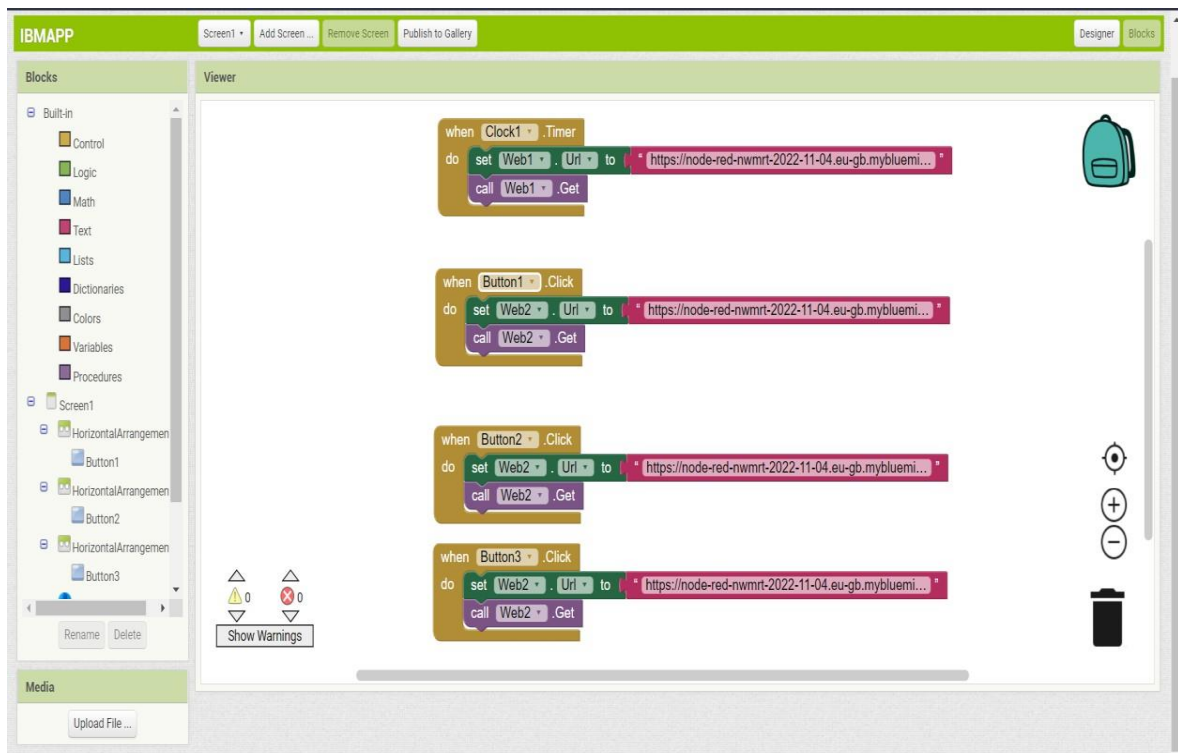 IBMAPP
Screen1
Add Screen ...
Remove Screen
Publish to Gallery
Designer
Blocks
Blocks
Viewer
Built-in
Control
Logic
Math
Text
Lists
Dictionaries
Colors
Variables
Procedures
Screen1
HorizontalArrangemen
Button1
HorizontalArrangemen
Button2
HorizontalArrangemen
Button3
Rename
Delete
Media
Upload File ...
when Clock1 .Timer
do set Web1 . Url to " https://node-red-nwmrt-2022-11-04.eu-gb.mybluemi... "
call Web1 .Get
when Button1 .Click
do set Web2 . Url to " https://node-red-nwmrt-2022-11-04.eu-gb.mybluemi... "
call Web2 .Get
when Button2 .Click
do set Web2 . Url to " https://node-red-nwmrt-2022-11-04.eu-gb.mybluemi... "
call Web2 .Get
when Button3 .Click
do set Web2 . Url to " https://node-red-nwmrt-2022-11-04.eu-gb.mybluemi... "
call Web2 .Get
0
0
Show Warnings